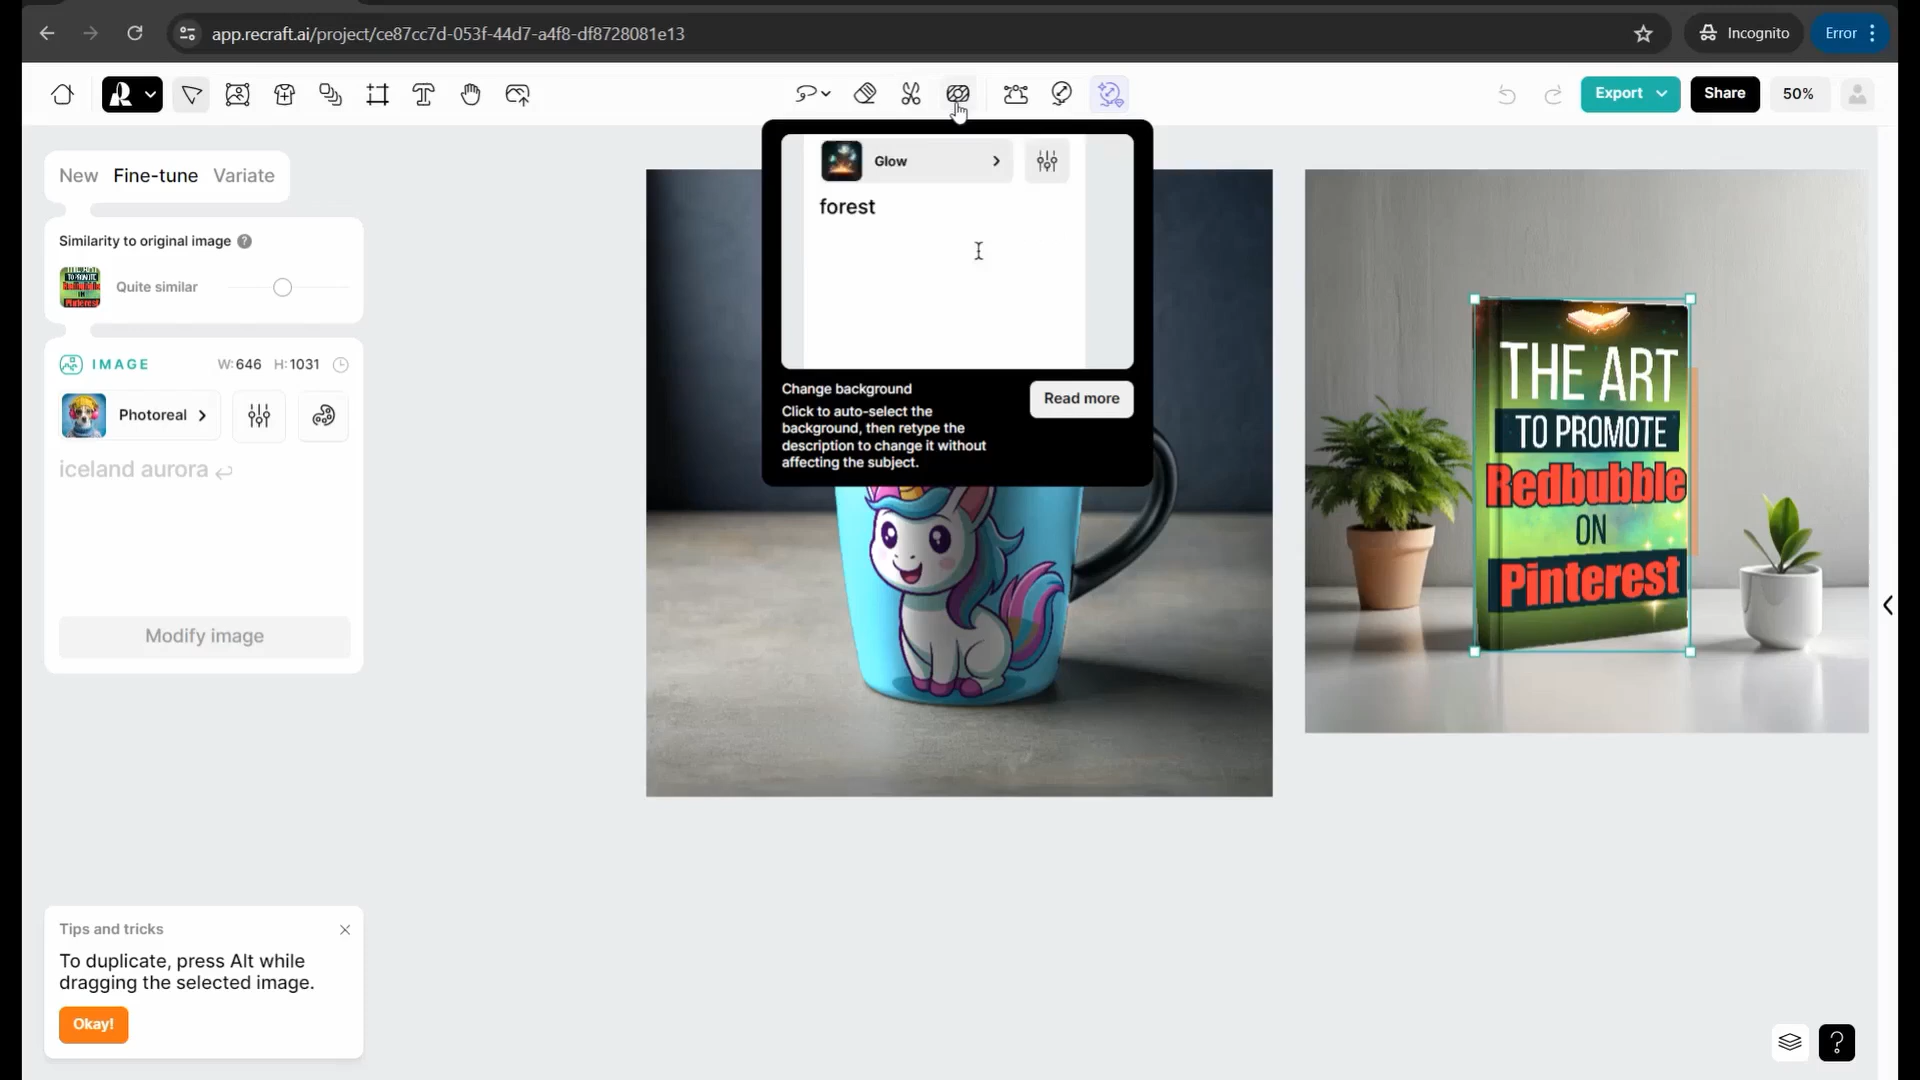 app.recraft.ai/project/ce87cc7d-053f-44d7-a4f8-df8728081e13
Incognito
Error
Export
Share
50%
New Fine-tune Variate
Similarity to original image ?
Quite similar
IMAGE W:646 H:1031
Photoreal
iceland aurora
Modify image
Glow
forest
Change background
Read more
Click to auto-select the
background, then retype the
description to change it without
affecting the subject.
THE ART
TO PROMOTE
Redbubble
ON
Pinterest
Tips and tricks
To duplicate, press Alt while
dragging the selected image.
Okay!
?